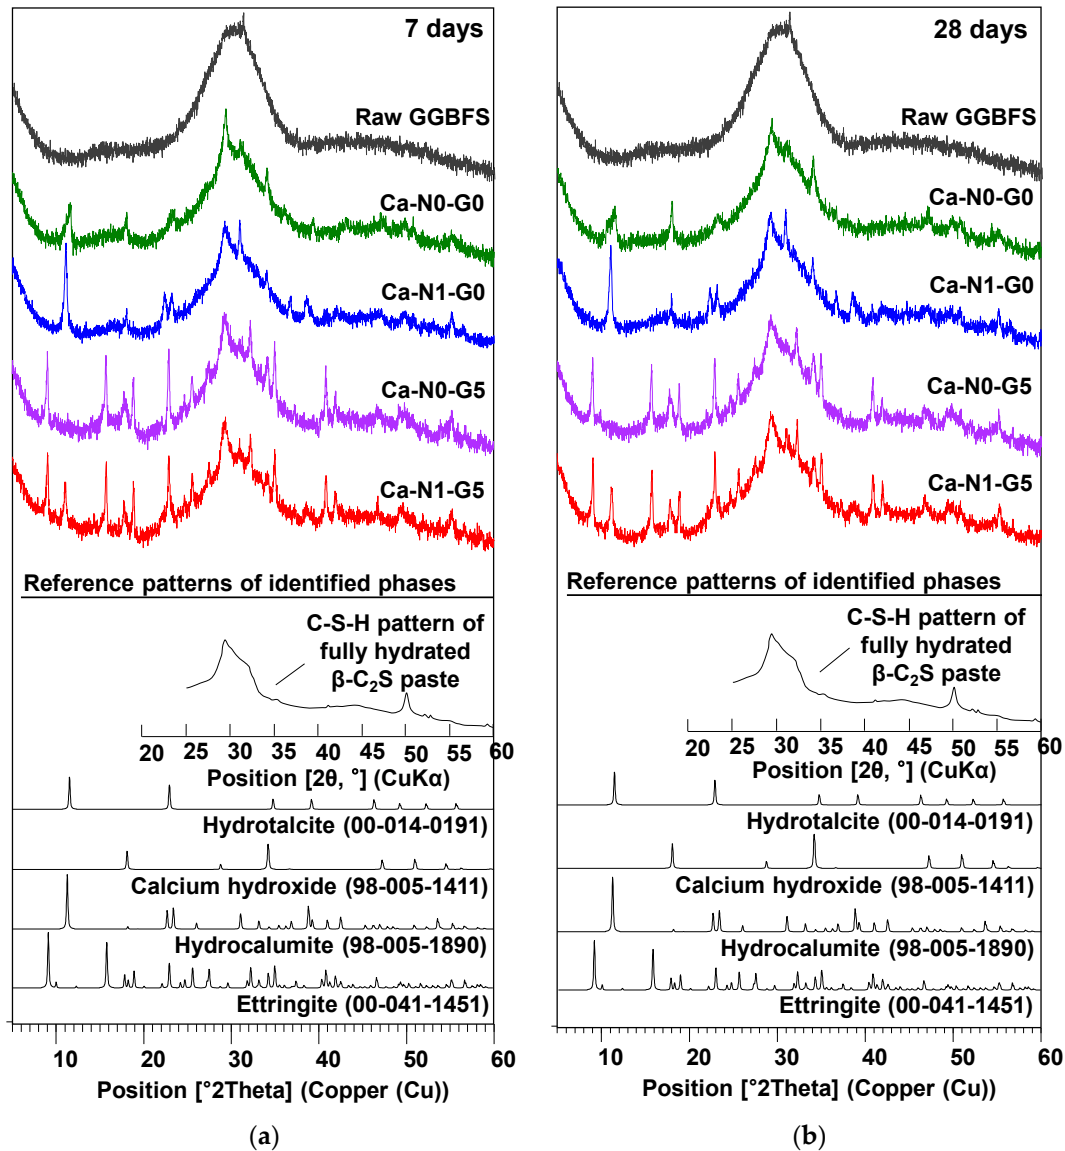 7 days
Raw GGBFS
Ca-N0-G0
Ca-N1-G0
Ca-N0-G5
Ca-N1-G5
Reference patterns of identified phases
C-S-H pattern of
fully hydrated
β-C₂S paste
20 25 30 35 40 45 50 55 60
Position [2θ, °] (CuKα)
Hydrotalcite (00-014-0191)
Calcium hydroxide (98-005-1411)
Hydrocalumite (98-005-1890)
Ettringite (00-041-1451)
10 20 30 40 50 60
Position [°2Theta] (Copper (Cu))
(a)
28 days
Raw GGBFS
Ca-N0-G0
Ca-N1-G0
Ca-N0-G5
Ca-N1-G5
Reference patterns of identified phases
C-S-H pattern of
fully hydrated
β-C₂S paste
20 25 30 35 40 45 50 55 60
Position [2θ, °] (CuKα)
Hydrotalcite (00-014-0191)
Calcium hydroxide (98-005-1411)
Hydrocalumite (98-005-1890)
Ettringite (00-041-1451)
10 20 30 40 50 60
Position [°2Theta] (Copper (Cu))
(b)